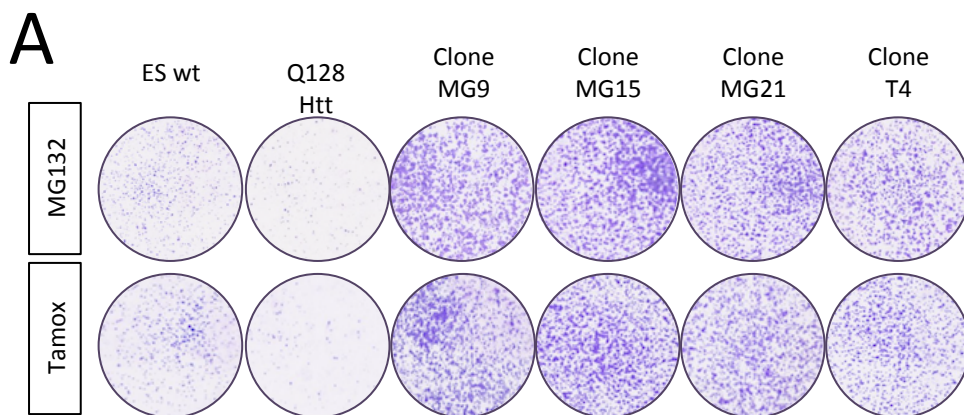 A
ES wt
Q128
Htt
Clone
MG9
Clone
MG15
Clone
MG21
Clone
T4
MG132
Tamox